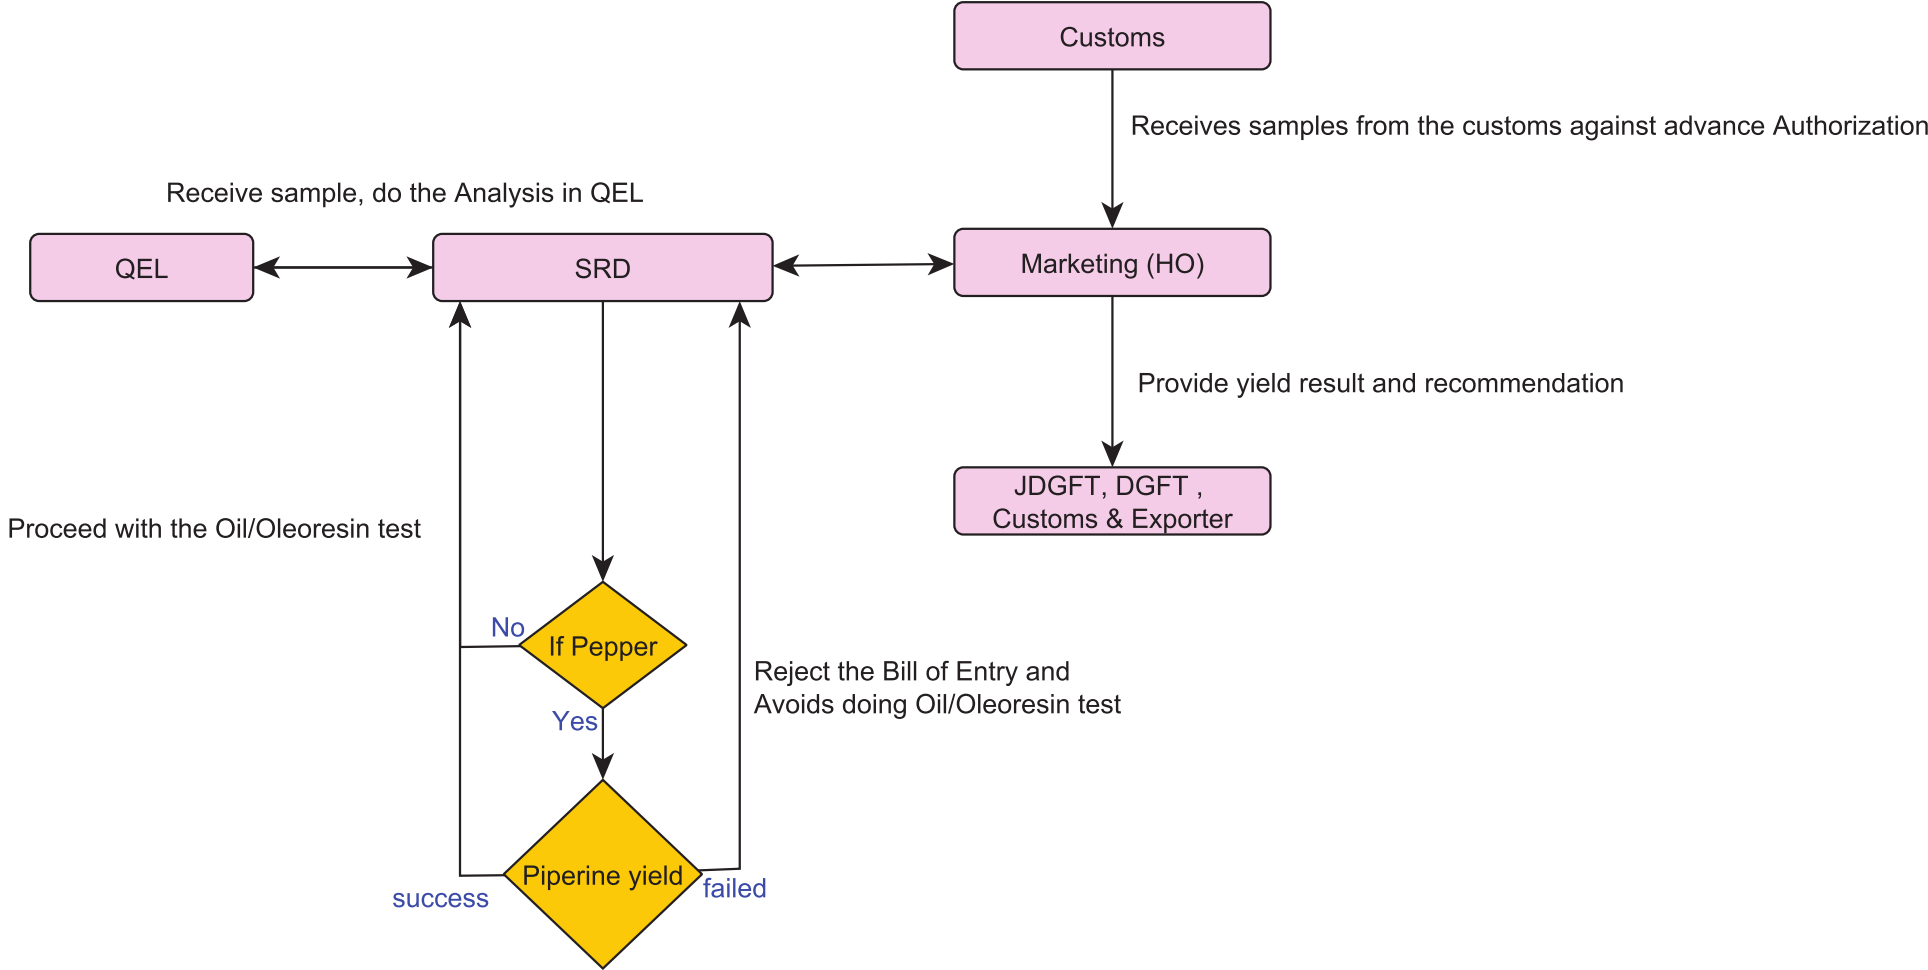 Customs
Receives samples from the customs against advance Authorization
Receive sample, do the Analysis in QEL
QEL
SRD
Marketing (HO)
Provide yield result and recommendation
JDGFT, DGFT ,
Customs & Exporter
Proceed with the Oil/Oleoresin test
No
If Pepper
Reject the Bill of Entry and
Avoids doing Oil/Oleoresin test
Yes
Piperine yield
success
failed